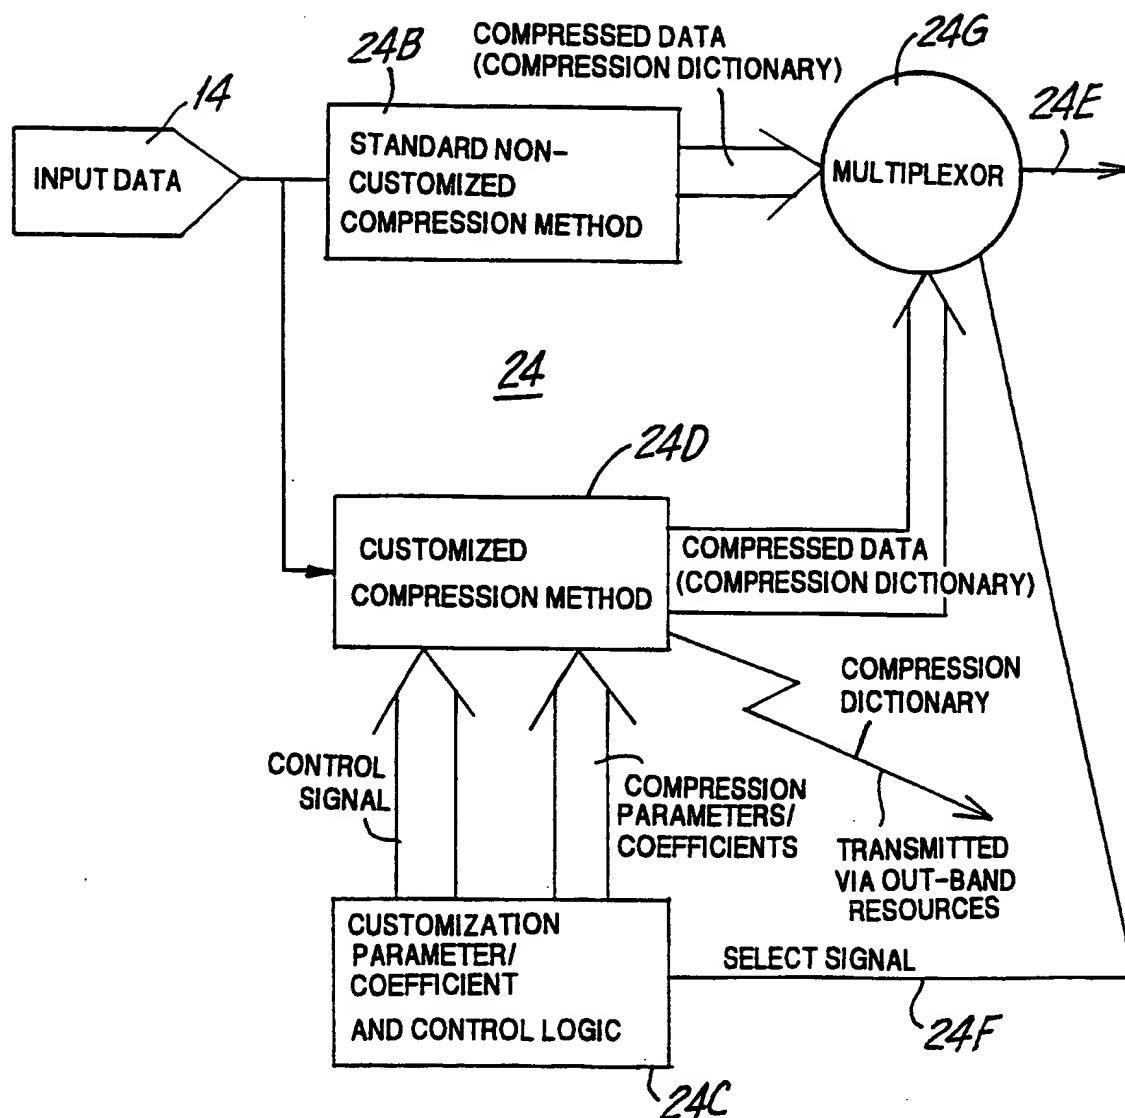 14
INPUT DATA
24B
STANDARD NON-
CUSTOMIZED
COMPRESSION METHOD
COMPRESSED DATA
(COMPRESSION DICTIONARY)
24G
MULTIPLEXOR
24E
24
24D
CUSTOMIZED
COMPRESSION METHOD
COMPRESSED DATA
(COMPRESSION DICTIONARY)
COMPRESSION
DICTIONARY
CONTROL
SIGNAL
COMPRESSION
PARAMETERS/
COEFFICIENTS
TRANSMITTED
VIA OUT-BAND
RESOURCES
CUSTOMIZATION
PARAMETER/
COEFFICIENT
AND CONTROL LOGIC
SELECT SIGNAL
24F
24C